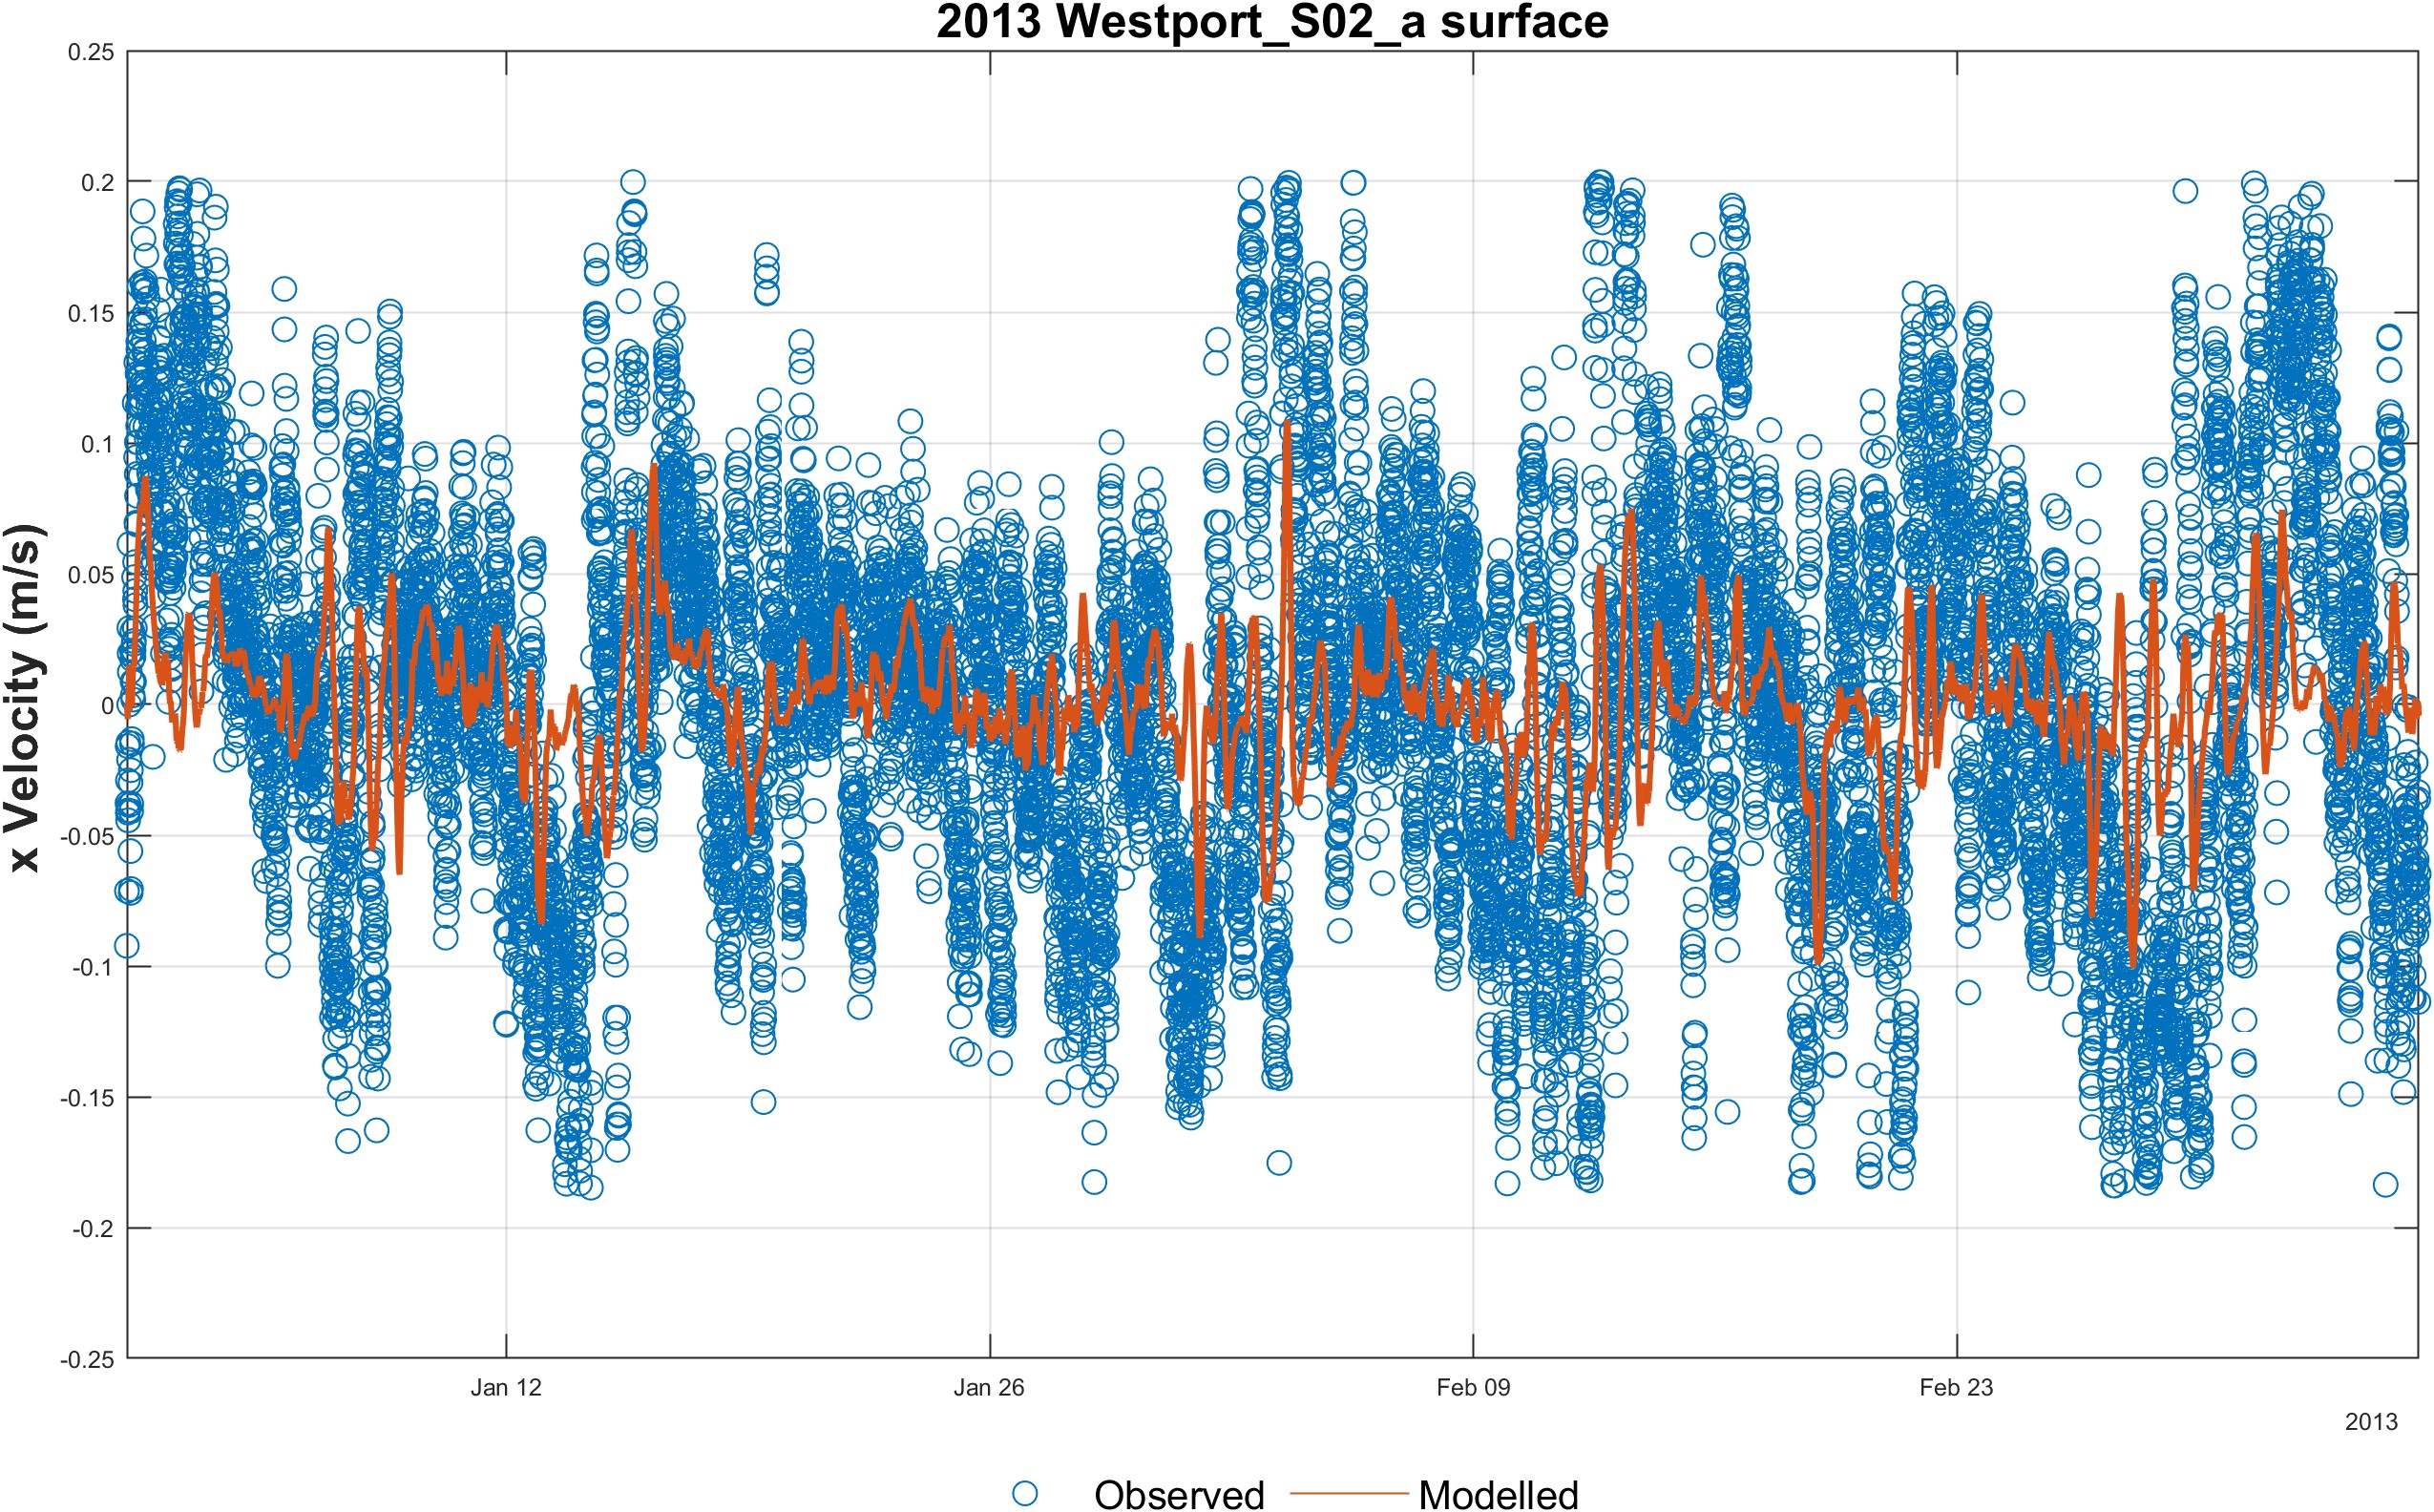 2013 Westport_S02_a surface
x Velocity (m/s)
0.25
0.2
0.15
0.1
0.05
0
-0.05
-0.1
-0.15
-0.2
-0.25
Jan 12
Jan 26
Feb 09
Feb 23
2013
Observed
Modelled